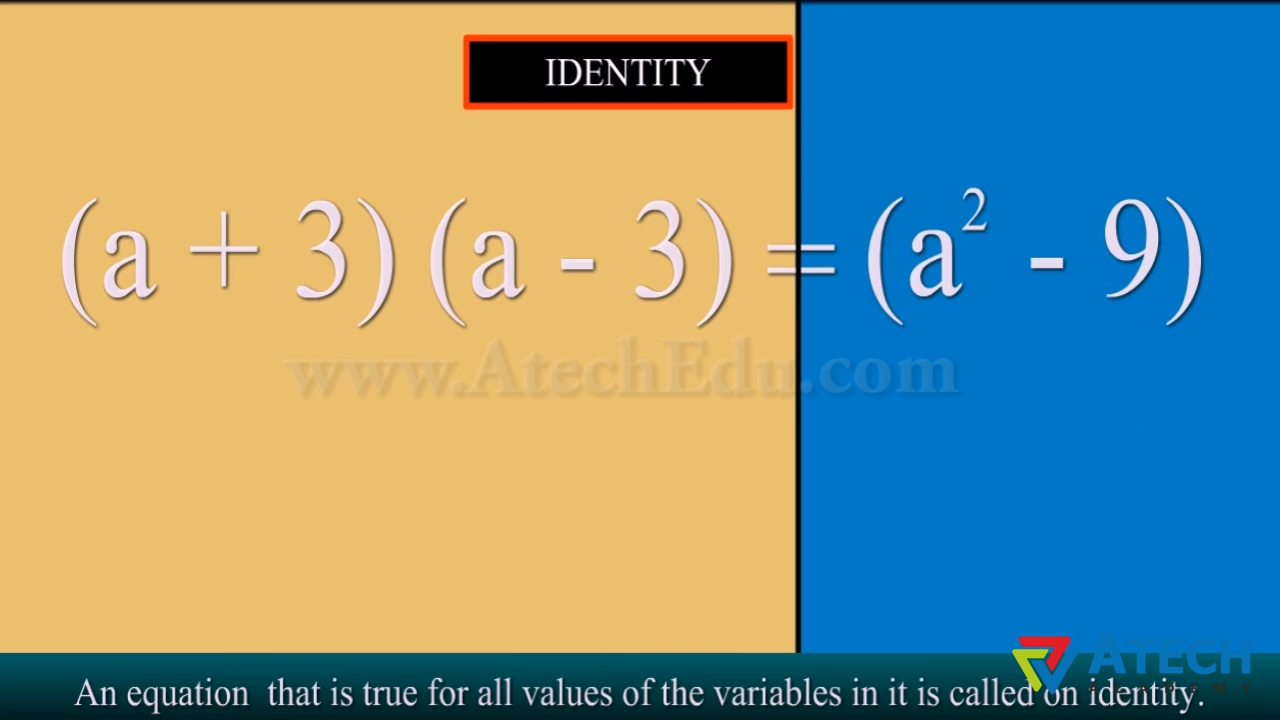 IDENTITY
(a + 3) (a - 3) = (a² - 9)
www.AtechEdu.com
ATECH
ACADEMY
An equation  that is true for all values of the variables in it is called on identity.